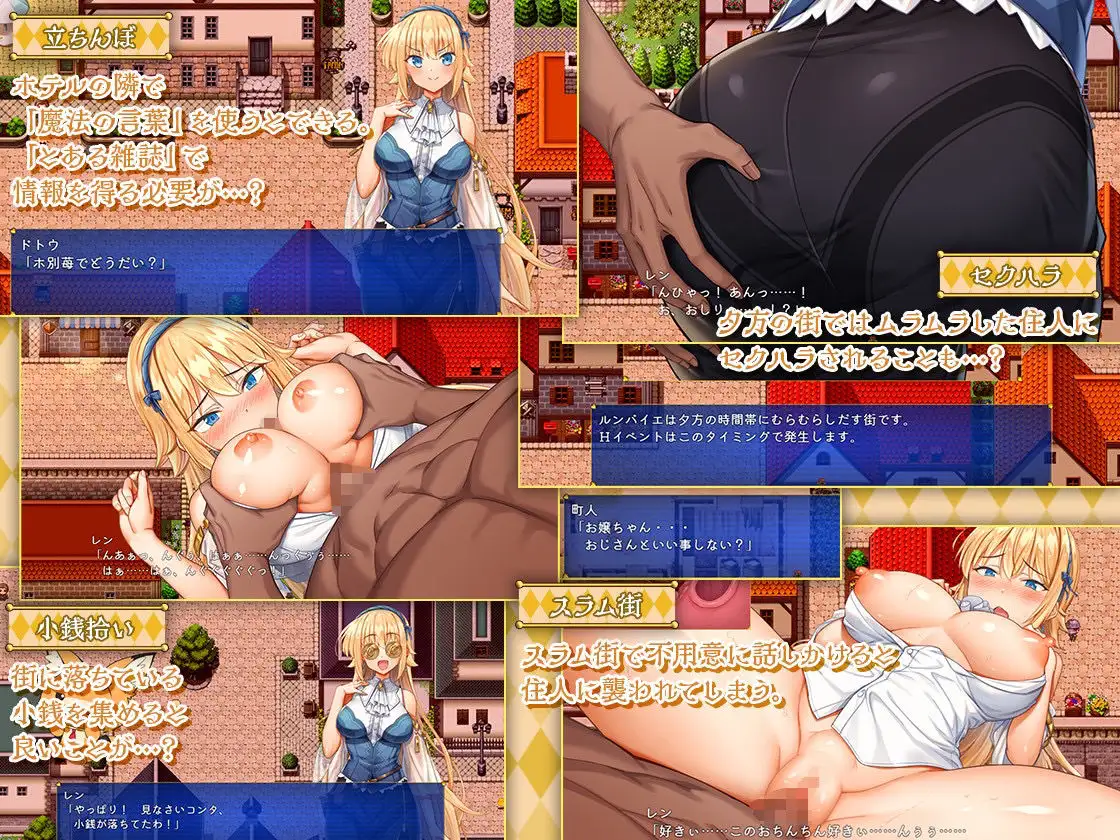 立ちんぼ
ホテルの隣で
「魔法の言葉」を使うとできる。
「とある雑誌」で
情報を得る必要が…？
ドトウ
「ホ別苺でどうだい？」
レン
「んひゃっ！あんっ……！
お、おしり
セクハラ
夕方の街ではムラムラした住人に
セクハラされることも…？
ルンバイエは夕方の時間帯にむらむらしだす街です。
Hイベントはこのタイミングで発生します。
レン
「んあぁっ、んぐぅ、はぁぁ……んっぐぅぅ……
はぁ……はぁ、んぐぐぐぐっ！」
町人
「お嬢ちゃん・・・
おじさんといい事しない？」
小銭拾い
街に落ちている
小銭を集めると
良いことが…？
レン
「やっぱり！　見なさいコンタ、
小銭が落ちてたわ！」
スラム街
スラム街で不用意に話しかけると
住人に襲われてしまう。
レン
「好きぃ……このおちんちん好きぃ……んぅぅ……